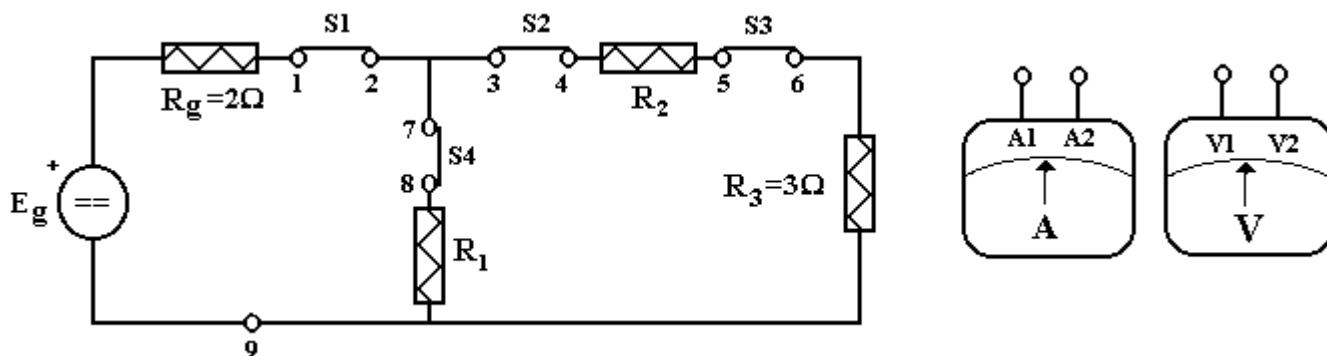 S1 S2 S3
1 2 3 4 5 6
Rg=2Ω R2
7
S4
8
+
Eg ==
R1
R3=3Ω
9
A1 A2
A
V1 V2
V